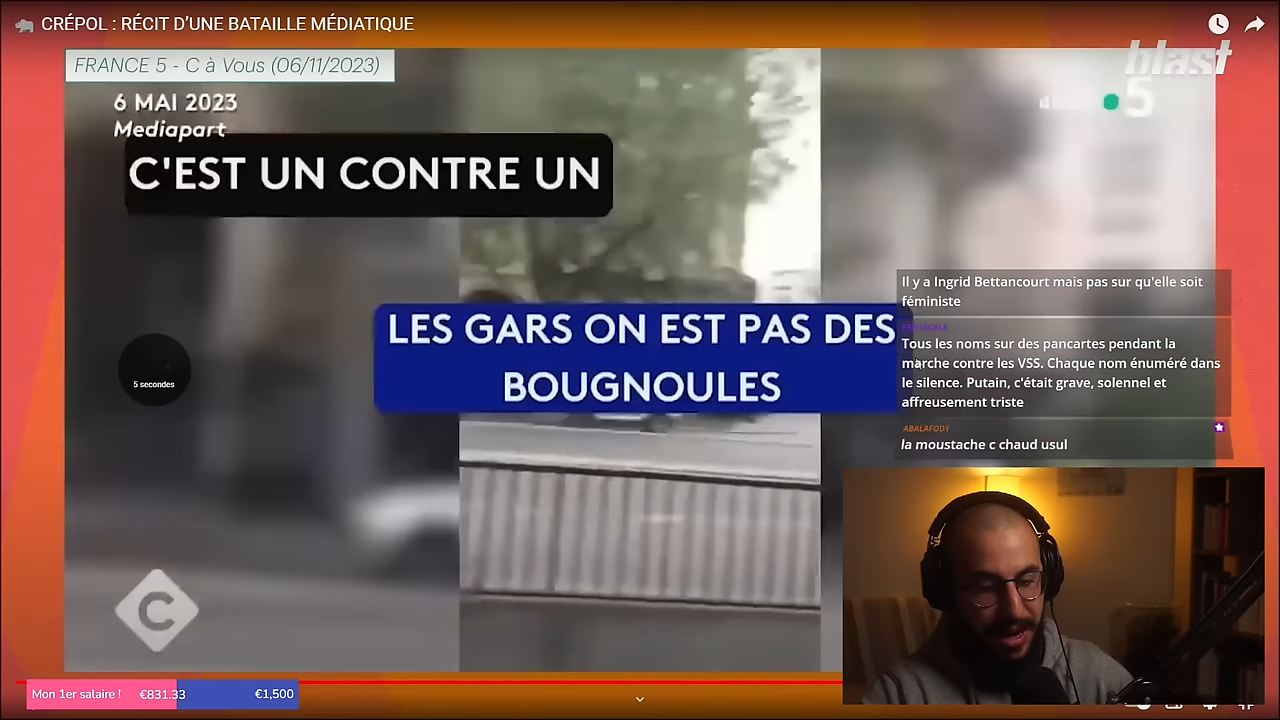 CRÉPOL : RÉCIT D’UNE BATAILLE MÉDIATIQUE
blast
FRANCE 5 - C à Vous (06/11/2023)
5
6 MAI 2023
Mediapart
C'EST UN CONTRE UN
LES GARS ON EST PAS DES
BOUGNOULES
5 secondes
Il y a Ingrid Bettancourt mais pas sur qu'elle soit
féministe
Tous les noms sur des pancartes pendant la
marche contre les VSS. Chaque nom énuméré dans
le silence. Putain, c'était grave, solennel et
affreusement triste
ABALAFODY
la moustache c chaud usul
C
Mon 1er salaire ! €831.33 €1,500